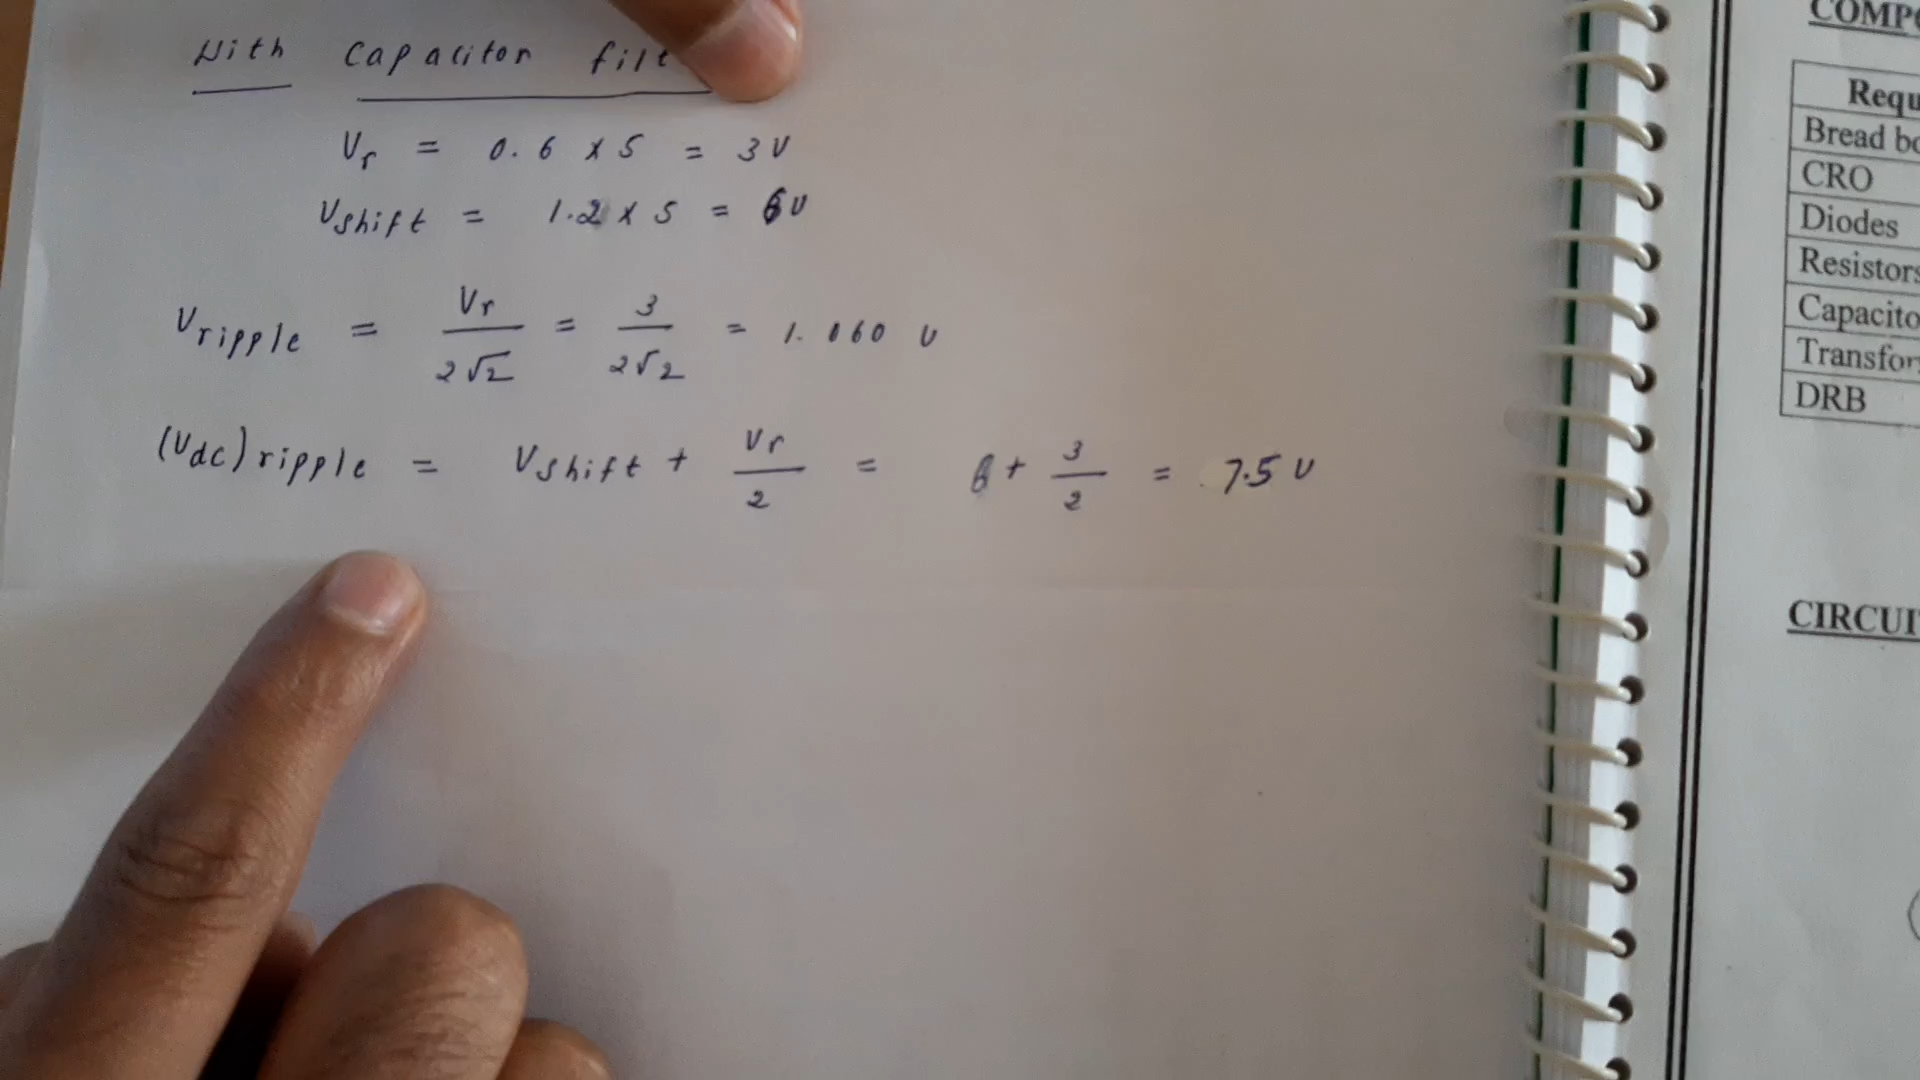 With Capacitor filt
Vr = 0.6 x 5 = 3V
Vshift = 1.2 x 5 = 6V
Vripple = Vr / 2√2 = 3 / 2√2 = 1.060 V
(Vdc) ripple = Vshift + Vr / 2 = 6 + 3 / 2 = 7.5 V
COMPO
Requ
Bread bo
CRO
Diodes
Resistors
Capacito
Transfor
DRB
CIRCUI